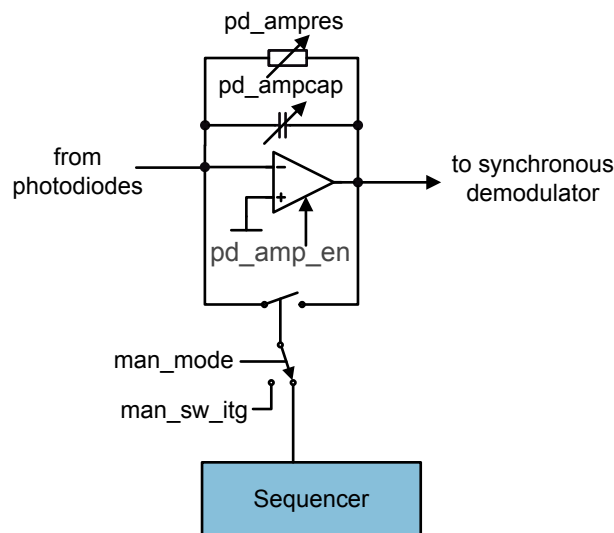 pd_ampres
pd_ampcap
from
photodiodes
to synchronous
demodulator
pd_amp_en
man_mode
man_sw_itg
Sequencer